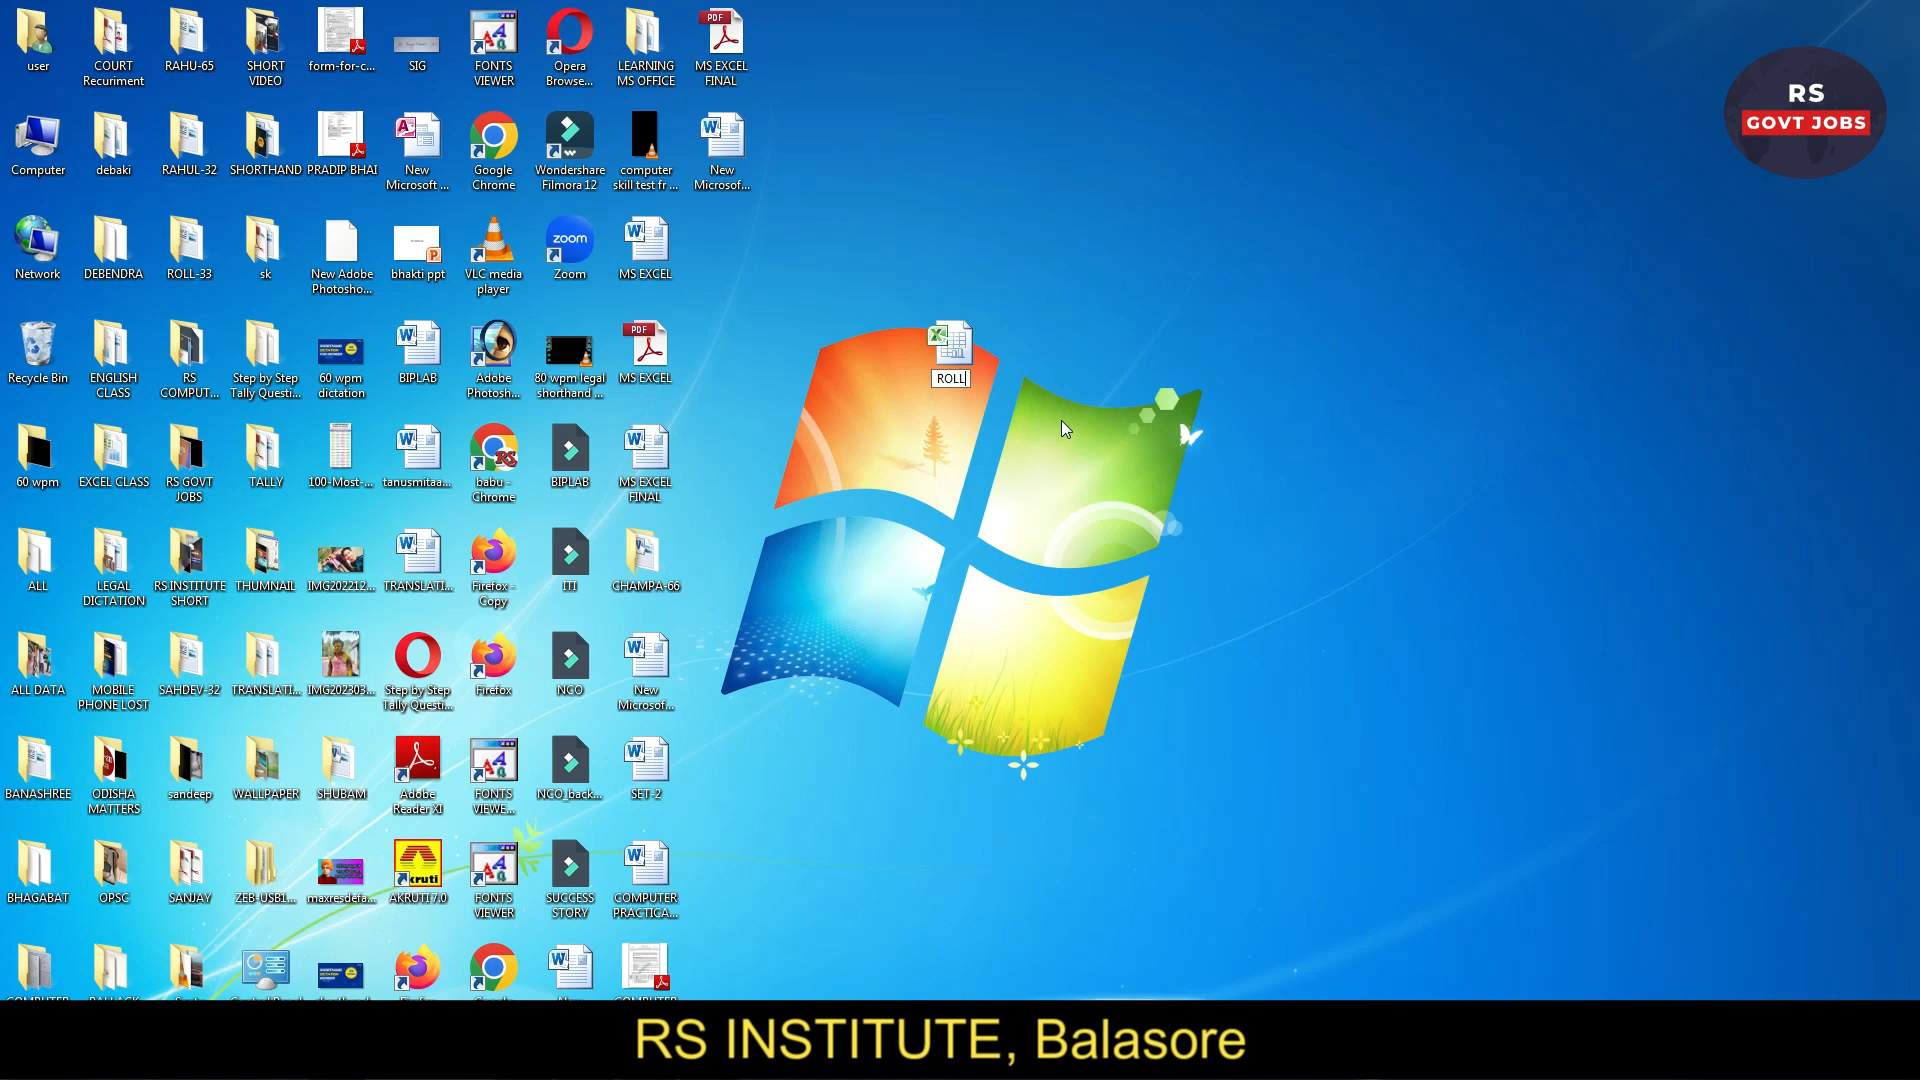 user
COURT
Recuriment
RAHU-65
SHORT
VIDEO
form-for-c...
SIG
FONTS
VIEWER
Opera
Browse...
LEARNING
MS OFFICE
PDF
MS EXCEL
FINAL
RS
GOVT JOBS
Computer
debaki
RAHUL-32
SHORTHAND
PRADIP BHAI
New
Microsoft ...
Google
Chrome
Wondershare
Filmora 12
computer
skill test fr ...
New
Microsof...
Network
DEBENDRA
ROLL-33
sk
New Adobe
Photosho...
bhakti ppt
VLC media
player
zoom
Zoom
MS EXCEL
Recycle Bin
ENGLISH
CLASS
RS
COMPUT...
Step by Step
Tally Questi...
60 wpm
dictation
BIPLAB
Adobe
Photosh...
80 wpm legal
shorthand ...
PDF
MS EXCEL
ROLL
60 wpm
EXCEL CLASS
RS GOVT
JOBS
TALLY
100-Most-...
tanusmitaa...
RS
babu -
Chrome
BIPLAB
MS EXCEL
FINAL
ALL
LEGAL
DICTATION
RS INSTITUTE
SHORT
THUMNAIL
IMG202212...
TRANSLATI...
Firefox -
Copy
ITI
CHAMPA-66
ALL DATA
MOBILE
PHONE LOST
SAHDEV-32
TRANSLATI...
IMG202303...
Step by Step
Tally Questi...
Firefox
NCO
New
Microsof...
BANASHREE
ODISHA
MATTERS
sandeep
WALLPAPER
SHUBAM
Adobe
Reader XI
FONTS
VIEWE...
NCO_back...
SET-2
BHAGABAT
OPSC
SANJAY
ZEB-USB1...
maxresdefa...
kruti
AKRUTI 7.0
FONTS
VIEWER
SUCCESS
STORY
COMPUTER
PRACTICA...
RS INSTITUTE, Balasore